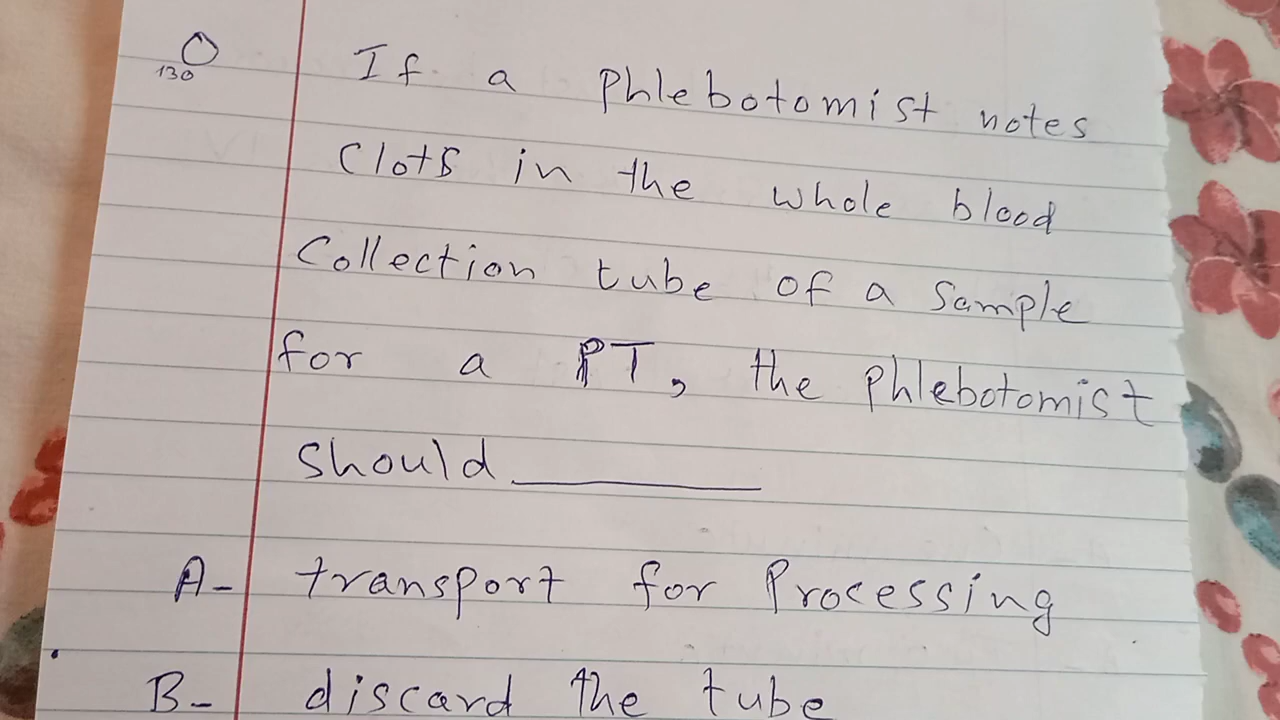 130
If a Phlebotomist notes
Clots in the whole blood
Collection tube of a Sample
for a PT, the Phlebotomist
should ________
A- transport for Processing
B- discard the tube